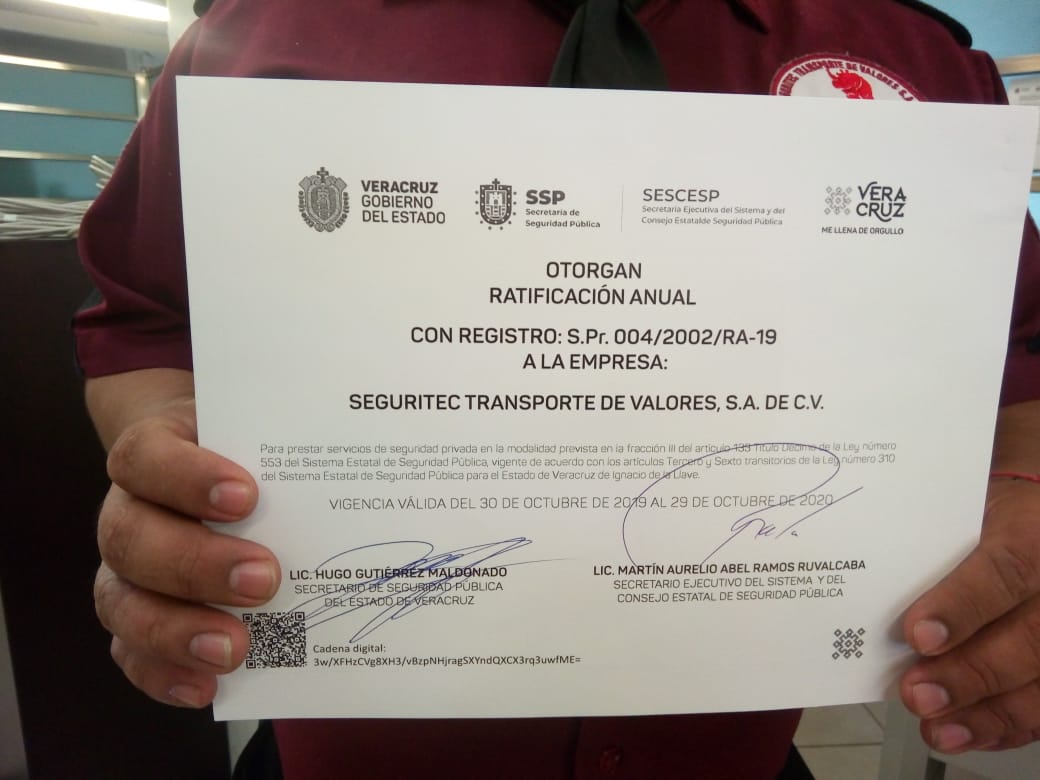 TRANSPORTE DE VALORES S.A.
VERACRUZ
GOBIERNO
DEL ESTADO
SSP
Secretaría de
Seguridad Pública
SESCESP
Secretaría Ejecutiva del Sistema y del
Consejo Estatalde Seguridad Pública
VERA
CRUZ
ME LLENA DE ORGULLO
OTORGAN
RATIFICACIÓN ANUAL
CON REGISTRO: S.Pr. 004/2002/RA-19
A LA EMPRESA:
SEGURITEC TRANSPORTE DE VALORES, S.A. DE C.V.
Para prestar servicios de seguridad privada en la modalidad prevista en la fracción III del artículo 133 Título Décimo de la Ley número
553 del Sistema Estatal de Seguridad Pública, vigente de acuerdo con los artículos Tercero y Sexto transitorios de la Ley número 310
del Sistema Estatal de Seguridad Pública para el Estado de Veracruz de Ignacio de la Llave.
VIGENCIA VÁLIDA DEL 30 DE OCTUBRE DE 2019 AL 29 DE OCTUBRE DE 2020
LIC. HUGO GUTIÉRREZ MALDONADO
SECRETARIO DE SEGURIDAD PÚBLICA
DEL ESTADO DE VERACRUZ
LIC. MARTÍN AURELIO ABEL RAMOS RUVALCABA
SECRETARIO EJECUTIVO DEL SISTEMA Y DEL
CONSEJO ESTATAL DE SEGURIDAD PÚBLICA
Cadena digital:
3w/XFHzCVg8XH3/vBzpNHjragSXYndQXCX3rq3uwfME=